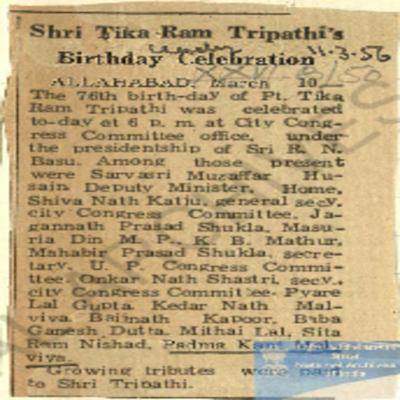 Shri Tika Ram Tripathi's
Birthday Celebration
11-3-56
ALLAHABAD, March 10—
The 76th birth-day of Pt. Tika
Ram Tripathi was celebrated
to-day at 6 p. m. at City Cong-
ress Committee office, under
the presidentship of Sri R. N.
Basu. Among those present
were Sarvasri Muzaffar Hu-
sain Deputy Minister, Home,
Shiva Nath Katju, general secy.
city Congress Committee, Ja-
gannath Prasad Shukla, Masu-
ria Din M. P., K. B. Mathur,
Mahabir Prasad Shukla, secre-
tary, U. P. Congress Commi-
ttee, Onkar Nath Shastri, secy.,
city Congress Committee. Pyare
Lal Gupta Kedar Nath Mal-
viya. Baijnath Kapoor, Baba
Ganesh Dutta, Mithai Lal, Sita
Ram Nishad, Padma Kant Mala-
viya.
Growing tributes were paid
to Shri Tripathi.